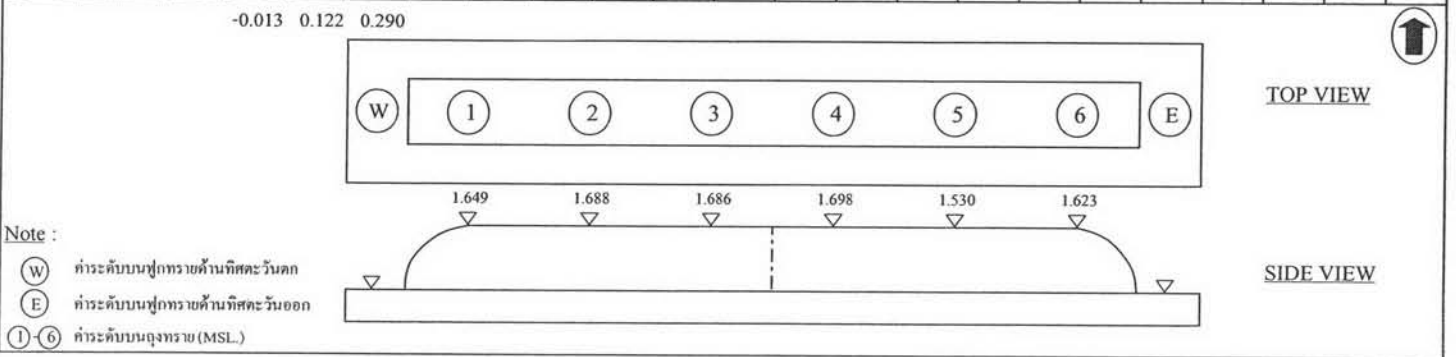 -0.013 0.122 0.290
W 1 2 3 4 5 6 E
TOP VIEW
1.649 1.688 1.686 1.698 1.530 1.623
Note :
W ค่าระดับบนฟูกทรายด้านทิศตะวันตก
E ค่าระดับบนฟูกทรายด้านทิศตะวันออก
1-6 ค่าระดับบนถุงทราย (MSL.)
SIDE VIEW